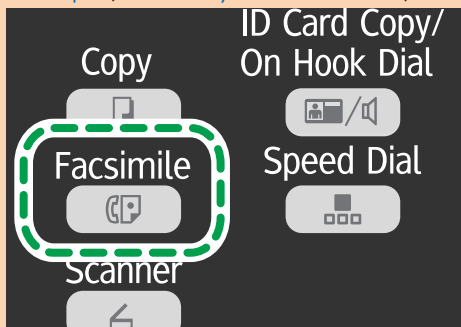 Copy
ID Card Copy/
On Hook Dial
Facsimile
Speed Dial
Scanner